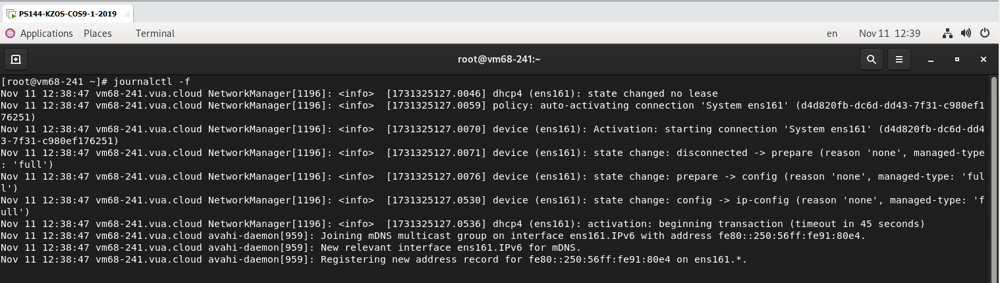 PS144-KZOS-COS9-1-2019
Applications Places Terminal en Nov 11 12:39
root@vm68-241:~
[root@vm68-241 ~]# journalctl -f
Nov 11 12:38:47 vm68-241.vua.cloud NetworkManager[1196]: <info>  [1731325127.0046] dhcp4 (ens161): state changed no lease
Nov 11 12:38:47 vm68-241.vua.cloud NetworkManager[1196]: <info>  [1731325127.0059] policy: auto-activating connection 'System ens161' (d4d820fb-dc6d-dd43-7f31-c980ef1
76251)
Nov 11 12:38:47 vm68-241.vua.cloud NetworkManager[1196]: <info>  [1731325127.0070] device (ens161): Activation: starting connection 'System ens161' (d4d820fb-dc6d-dd4
3-7f31-c980ef176251)
Nov 11 12:38:47 vm68-241.vua.cloud NetworkManager[1196]: <info>  [1731325127.0071] device (ens161): state change: disconnected -> prepare (reason 'none', managed-type
: 'full')
Nov 11 12:38:47 vm68-241.vua.cloud NetworkManager[1196]: <info>  [1731325127.0076] device (ens161): state change: prepare -> config (reason 'none', managed-type: 'ful
l')
Nov 11 12:38:47 vm68-241.vua.cloud NetworkManager[1196]: <info>  [1731325127.0530] device (ens161): state change: config -> ip-config (reason 'none', managed-type: 'f
ull')
Nov 11 12:38:47 vm68-241.vua.cloud NetworkManager[1196]: <info>  [1731325127.0536] dhcp4 (ens161): activation: beginning transaction (timeout in 45 seconds)
Nov 11 12:38:47 vm68-241.vua.cloud avahi-daemon[959]: Joining mDNS multicast group on interface ens161.IPv6 with address fe80::250:56ff:fe91:80e4.
Nov 11 12:38:47 vm68-241.vua.cloud avahi-daemon[959]: New relevant interface ens161.IPv6 for mDNS.
Nov 11 12:38:47 vm68-241.vua.cloud avahi-daemon[959]: Registering new address record for fe80::250:56ff:fe91:80e4 on ens161.*.